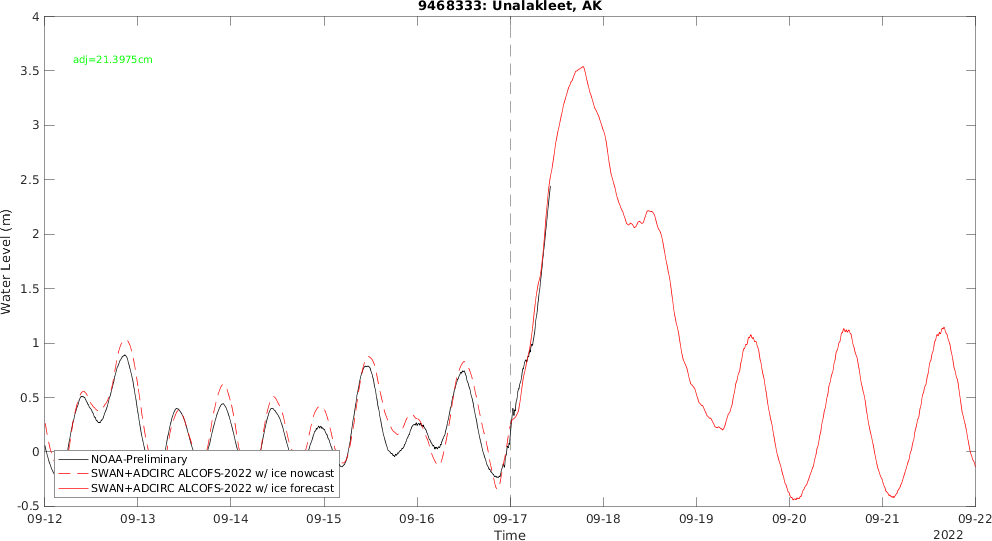 9468333: Unalakleet, AK
adj=21.3975cm
Water Level (m)
4
3.5
3
2.5
2
1.5
1
0.5
0
-0.5
NOAA-Preliminary
SWAN+ADCIRC ALCOFS-2022 w/ ice nowcast
SWAN+ADCIRC ALCOFS-2022 w/ ice forecast
09-12 09-13 09-14 09-15 09-16 09-17 09-18 09-19 09-20 09-21 09-22
Time
2022